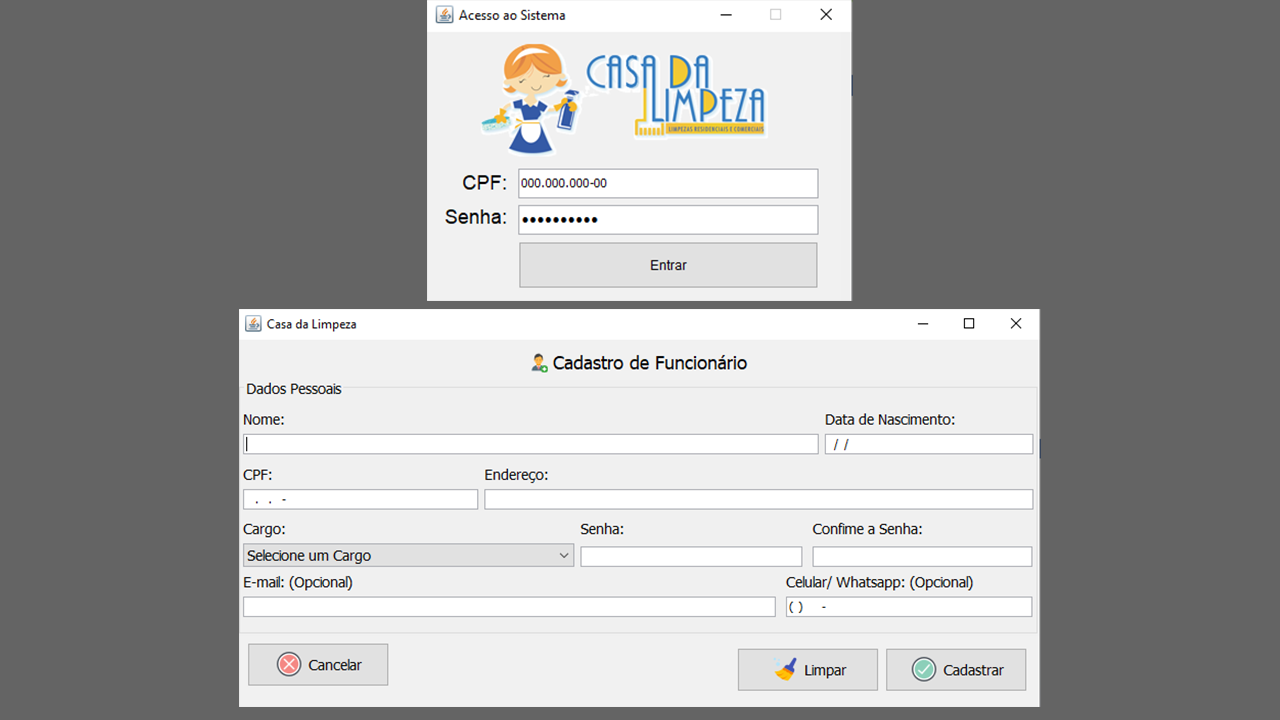 Acesso ao Sistema
CASA DA
LIMPEZA
LIMPEZAS RESIDENCIAIS E COMERCIAIS
CPF: 000.000.000-00
Senha: ••••••••••
Entrar
Casa da Limpeza
Cadastro de Funcionário
Dados Pessoais
Nome: Data de Nascimento:
/ /
CPF: Endereço:
. . -
Cargo: Senha: Confime a Senha:
Selecione um Cargo
E-mail: (Opcional) Celular/ Whatsapp: (Opcional)
( ) -
Cancelar Limpar Cadastrar